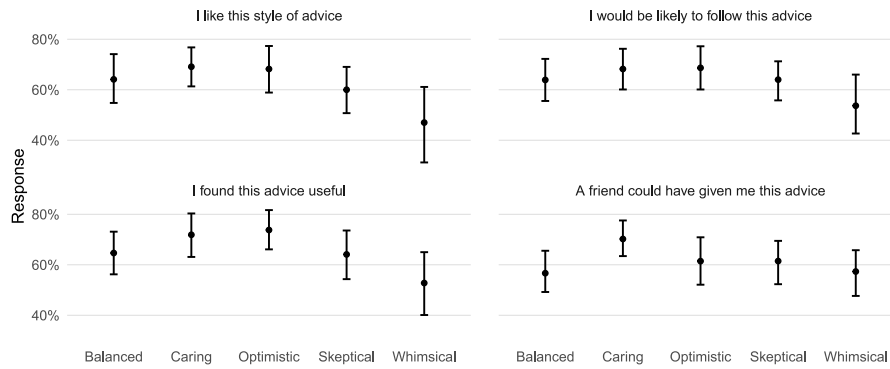 I like this style of advice
I would be likely to follow this advice
80%
60%
40%
Response
I found this advice useful
A friend could have given me this advice
80%
60%
40%
Balanced Caring Optimistic Skeptical Whimsical
Balanced Caring Optimistic Skeptical Whimsical